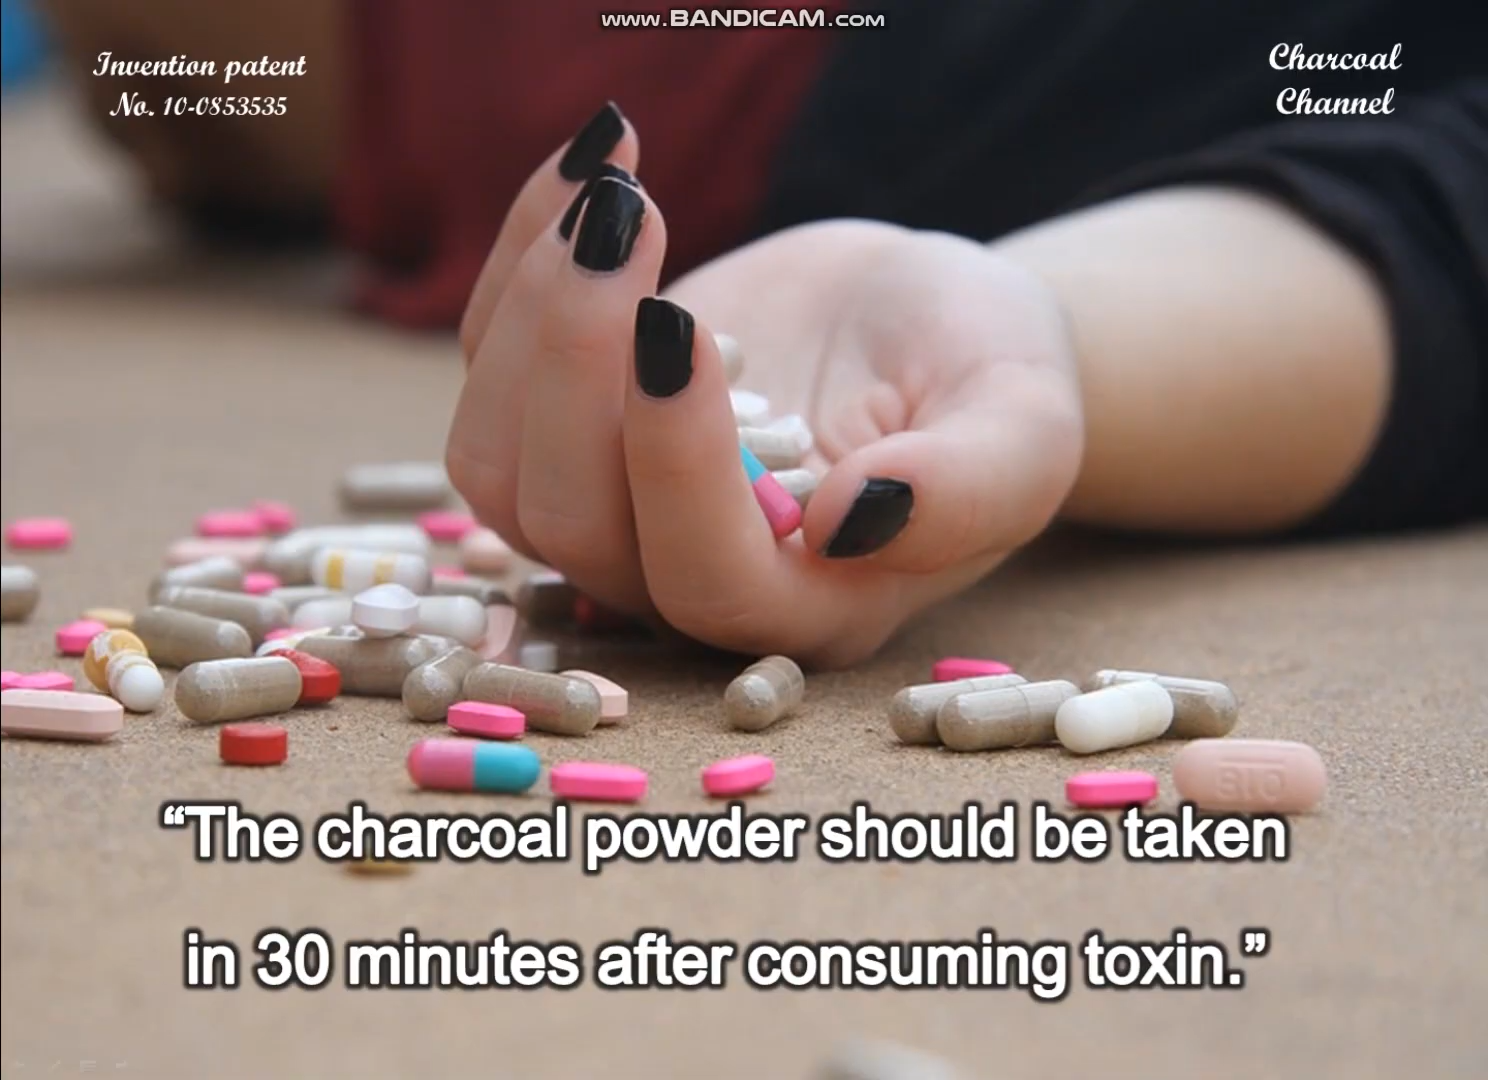 www.BANDICAM.com
Invention patent
No. 10-0853535
Charcoal
Channel
“The charcoal powder should be taken
in 30 minutes after consuming toxin.”